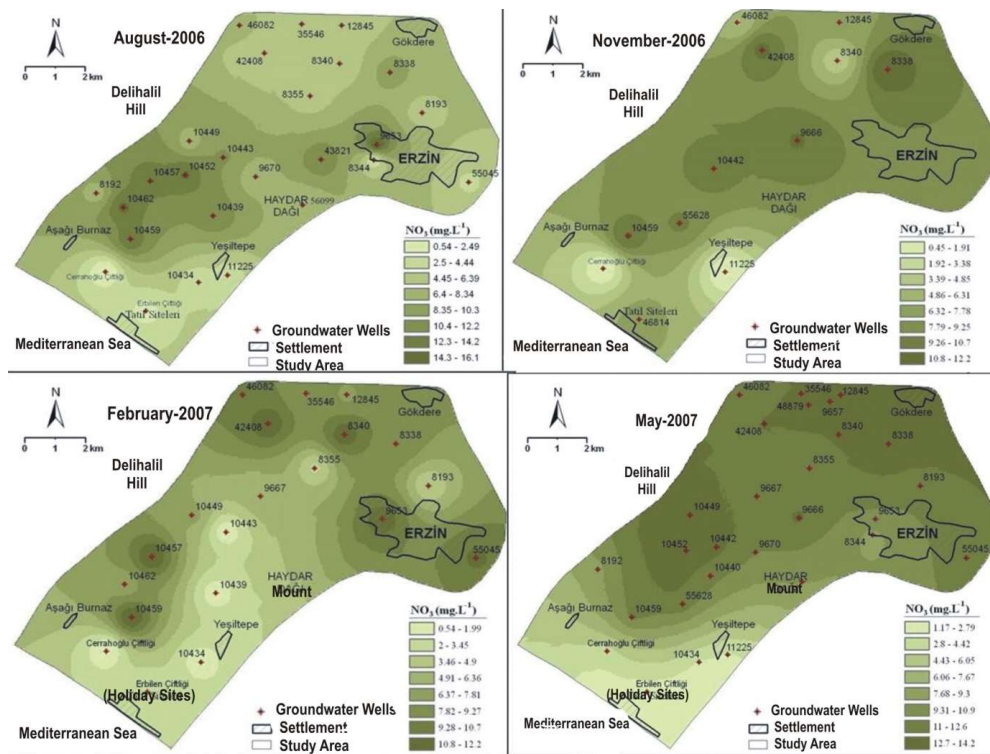 August-2006
N
0 1 2 km
Delihalil
Hill
46082
35546
12845
Gökdere
42408
8340
8338
8355
8193
10449
9653
10443
43821
ERZİN
8344
10457
10452
9670
55045
8192
10462
HAYDAR
DAĞI
56099
10439
Aşağı Burnaz
10459
Yeşiltepe
Cerrahoğlu Çiftliği
10434
11225
Erbilen Çiftliği
Tatil Siteleri
Mediterranean Sea
NO3 (mg.L-1)
0.54 - 2.49
2.5 - 4.44
4.45 - 6.39
6.4 - 8.34
8.35 - 10.3
10.4 - 12.2
12.3 - 14.2
14.3 - 16.1
Groundwater Wells
Settlement
Study Area
November-2006
N
0 1 2 km
Delihalil
Hill
46082
12845
Gökdere
42408
8340
8338
9666
ERZİN
10442
HAYDAR
DAĞI
55628
10459
Aşağı Burnaz
Yeşiltepe
Cerrahoğlu Çiftliği
11225
Tatil Siteleri
46814
Mediterranean Sea
NO3 (mg.L-1)
0.45 - 1.91
1.92 - 3.38
3.39 - 4.85
4.86 - 6.31
6.32 - 7.78
7.79 - 9.25
9.26 - 10.7
10.8 - 12.2
Groundwater Wells
Settlement
Study Area
February-2007
N
0 1 2 km
Delihalil
Hill
46082
35546
12845
Gökdere
42408
8340
8338
8355
8193
9667
10449
9653
10443
ERZİN
10457
55045
10462
10439
HAYDAR
Mount
Aşağı Burnaz
10459
Yeşiltepe
Cerrahoğlu Çiftliği
10434
Erbilen Çiftliği
(Holiday Sites)
Mediterranean Sea
NO3 (mg.L-1)
0.54 - 1.99
2 - 3.45
3.46 - 4.9
4.91 - 6.36
6.37 - 7.81
7.82 - 9.27
9.28 - 10.7
10.8 - 12.2
Groundwater Wells
Settlement
Study Area
May-2007
N
0 1 2 km
Delihalil
Hill
46082
35546
12845
48879
9657
Gökdere
42408
8340
8338
8355
8193
9667
10449
9666
9653
ERZİN
8344
10452
10442
9670
55045
8192
10440
HAYDAR
Mount
55628
Aşağı Burnaz
10459
Yeşiltepe
Cerrahoğlu Çiftliği
10434
11225
Erbilen Çiftliği
(Holiday Sites)
Mediterranean Sea
NO3 (mg.L-1)
1.17 - 2.79
2.8 - 4.42
4.43 - 6.05
6.06 - 7.67
7.68 - 9.3
9.31 - 10.9
11 - 12.6
12.7 - 14.2
Groundwater Wells
Settlement
Study Area